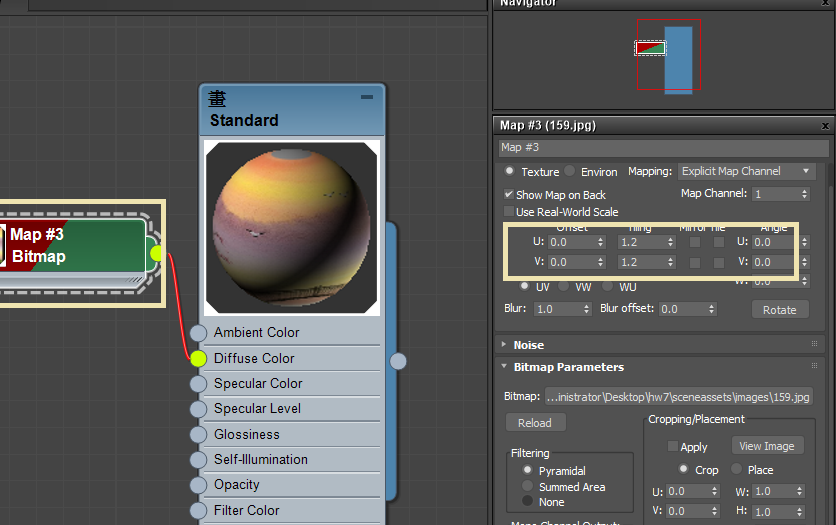 Navigator
畫
Standard
Map #3
Bitmap
Ambient Color
Diffuse Color
Specular Color
Specular Level
Glossiness
Self-Illumination
Opacity
Filter Color
Map #3 (159.jpg) x
Map #3
Texture Environ Mapping: Explicit Map Channel
Show Map on Back Map Channel: 1
Use Real-World Scale
Offset Tiling Mirror Tile Angle
U: 0.0 1.2 U: 0.0
V: 0.0 1.2 V: 0.0
W: 0.0
UV VW WU
Blur: 1.0 Blur offset: 0.0 Rotate
Noise
Bitmap Parameters
Bitmap: ...inistrator\Desktop\hw7\sceneassets\images\159.jpg
Reload
Cropping/Placement
Apply View Image
Crop Place
U: 0.0 W: 1.0
V: 0.0 H: 1.0
Filtering
Pyramidal
Summed Area
None
Mono Channel Output: